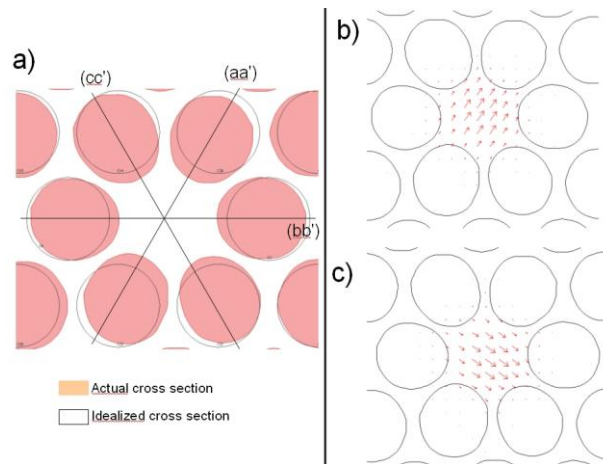 a)
(cc')
(aa')
(bb')
Actual cross section
Idealized cross section
b)
c)